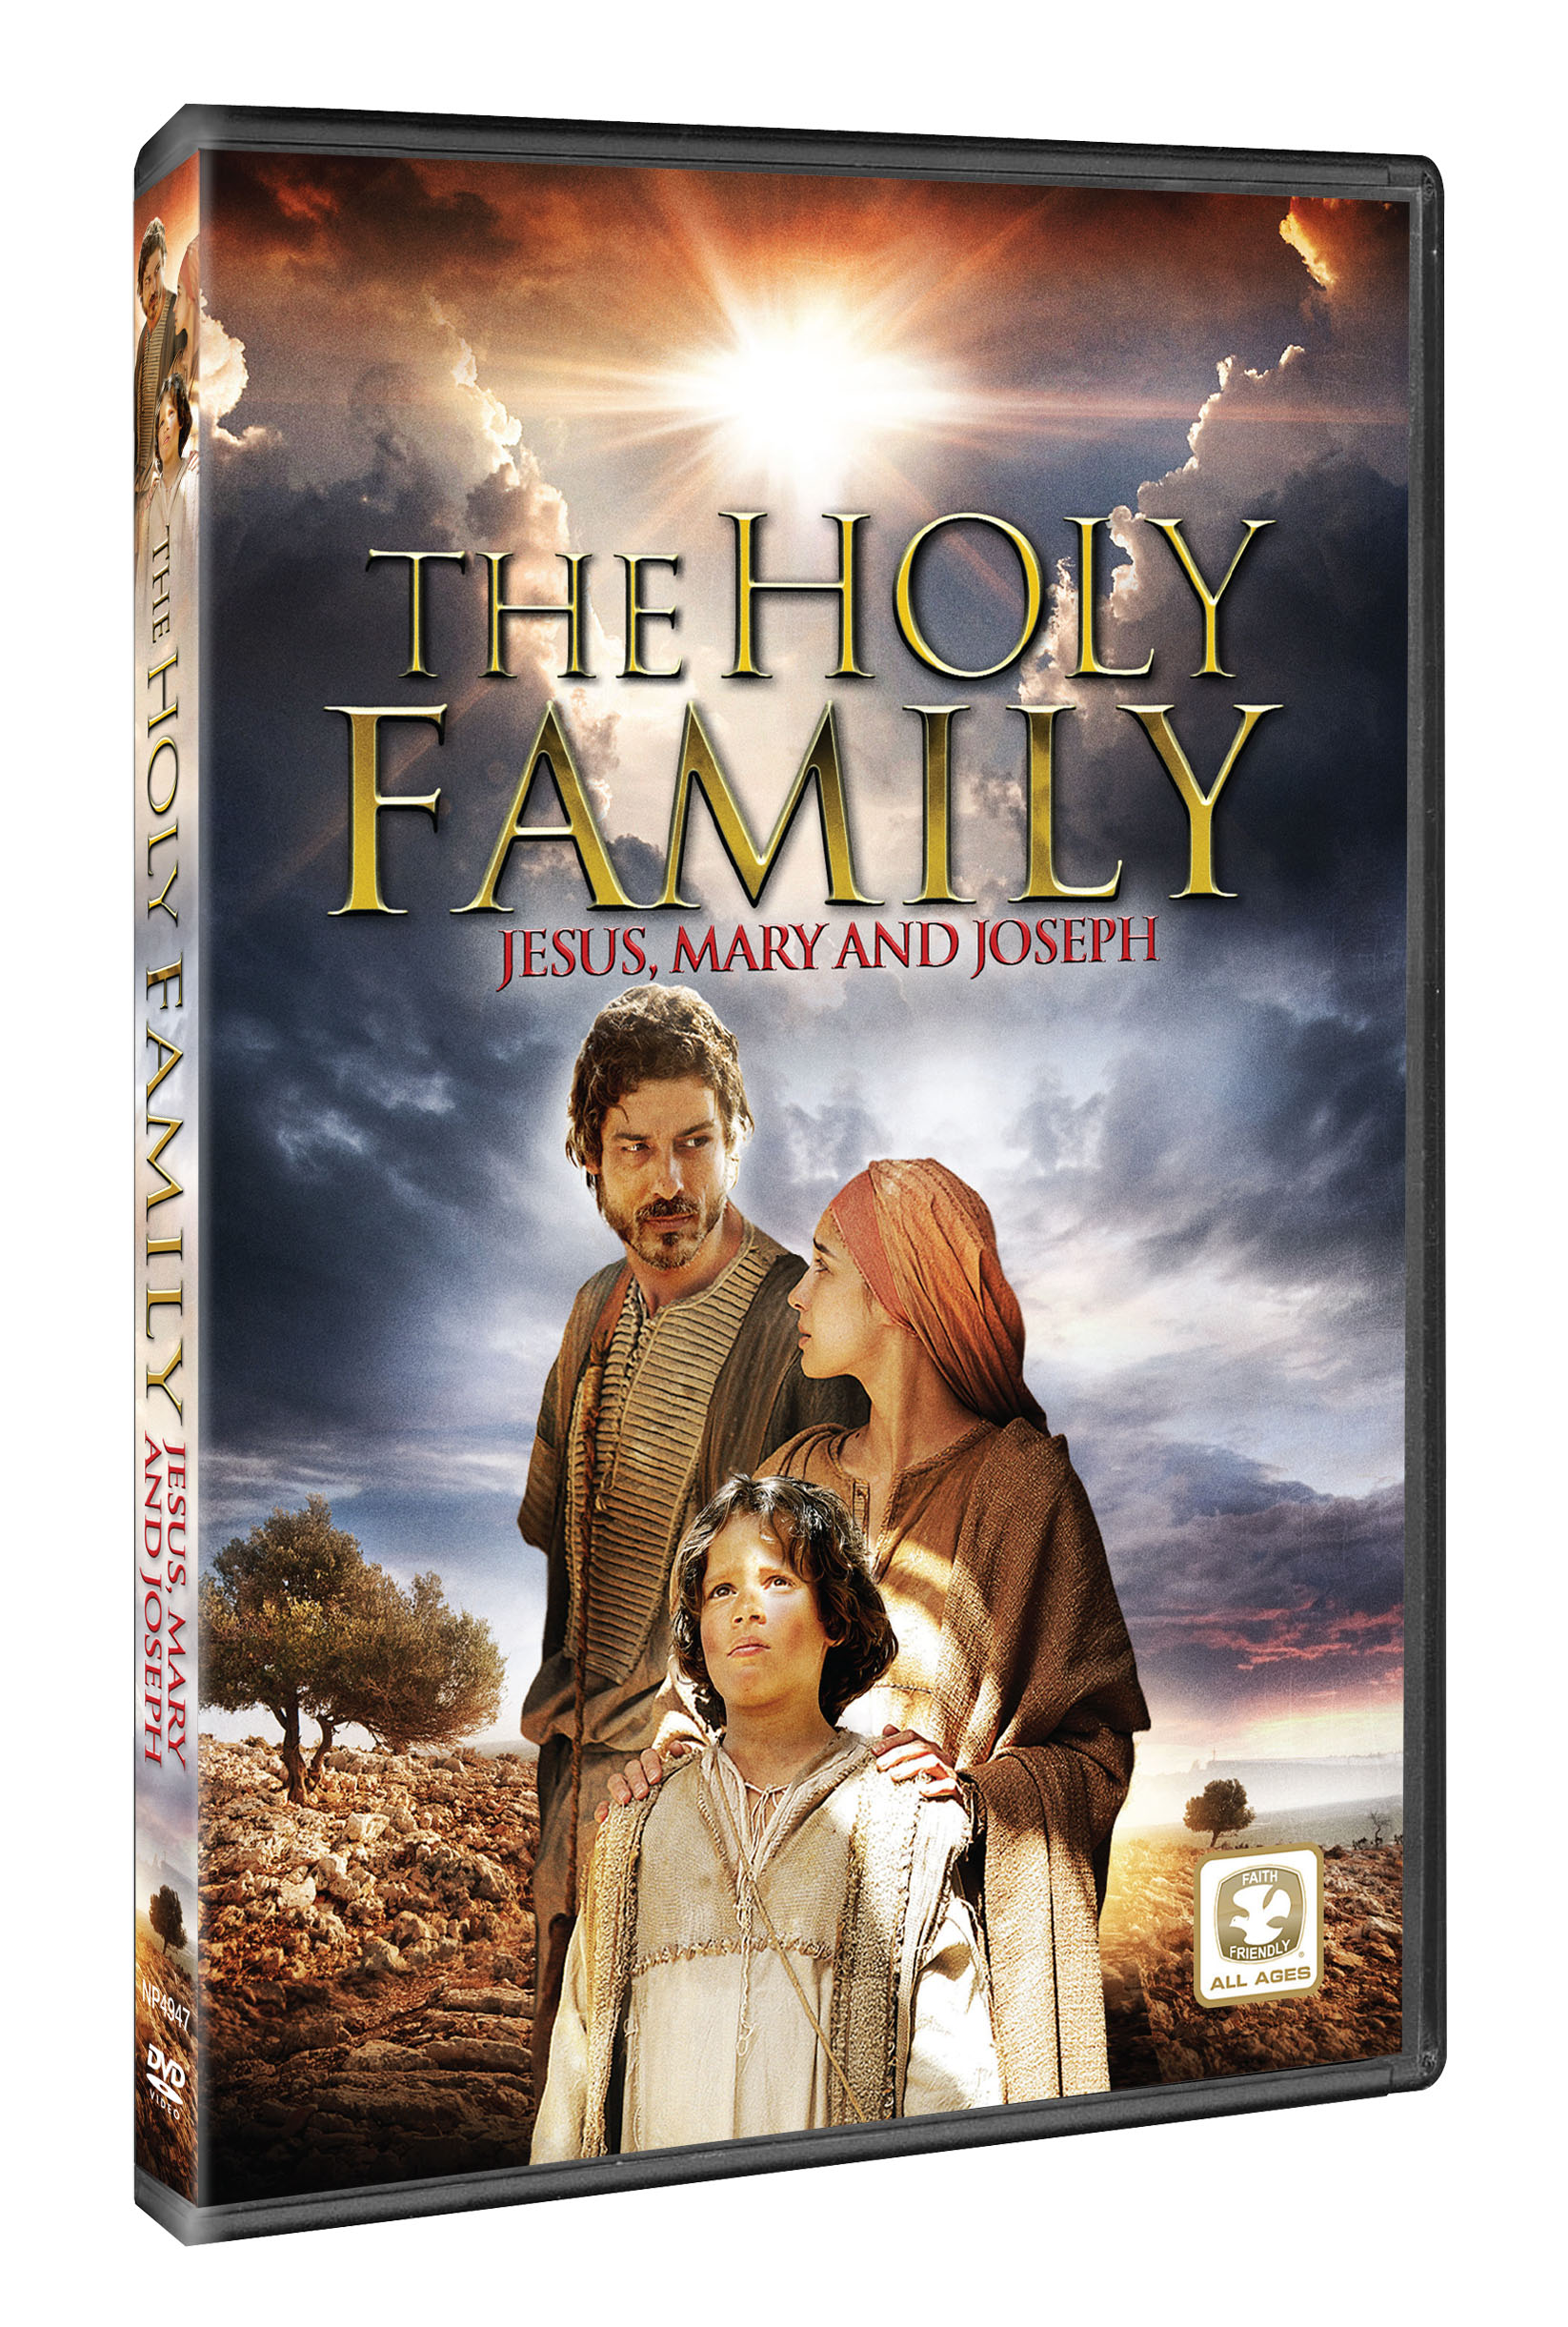 THE HOLY
FAMILY
JESUS, MARY AND JOSEPH
FAITH
FRIENDLY®
ALL AGES
THE HOLY FAMILY
JESUS, MARY
AND JOSEPH
NP4947
DVD
VIDEO